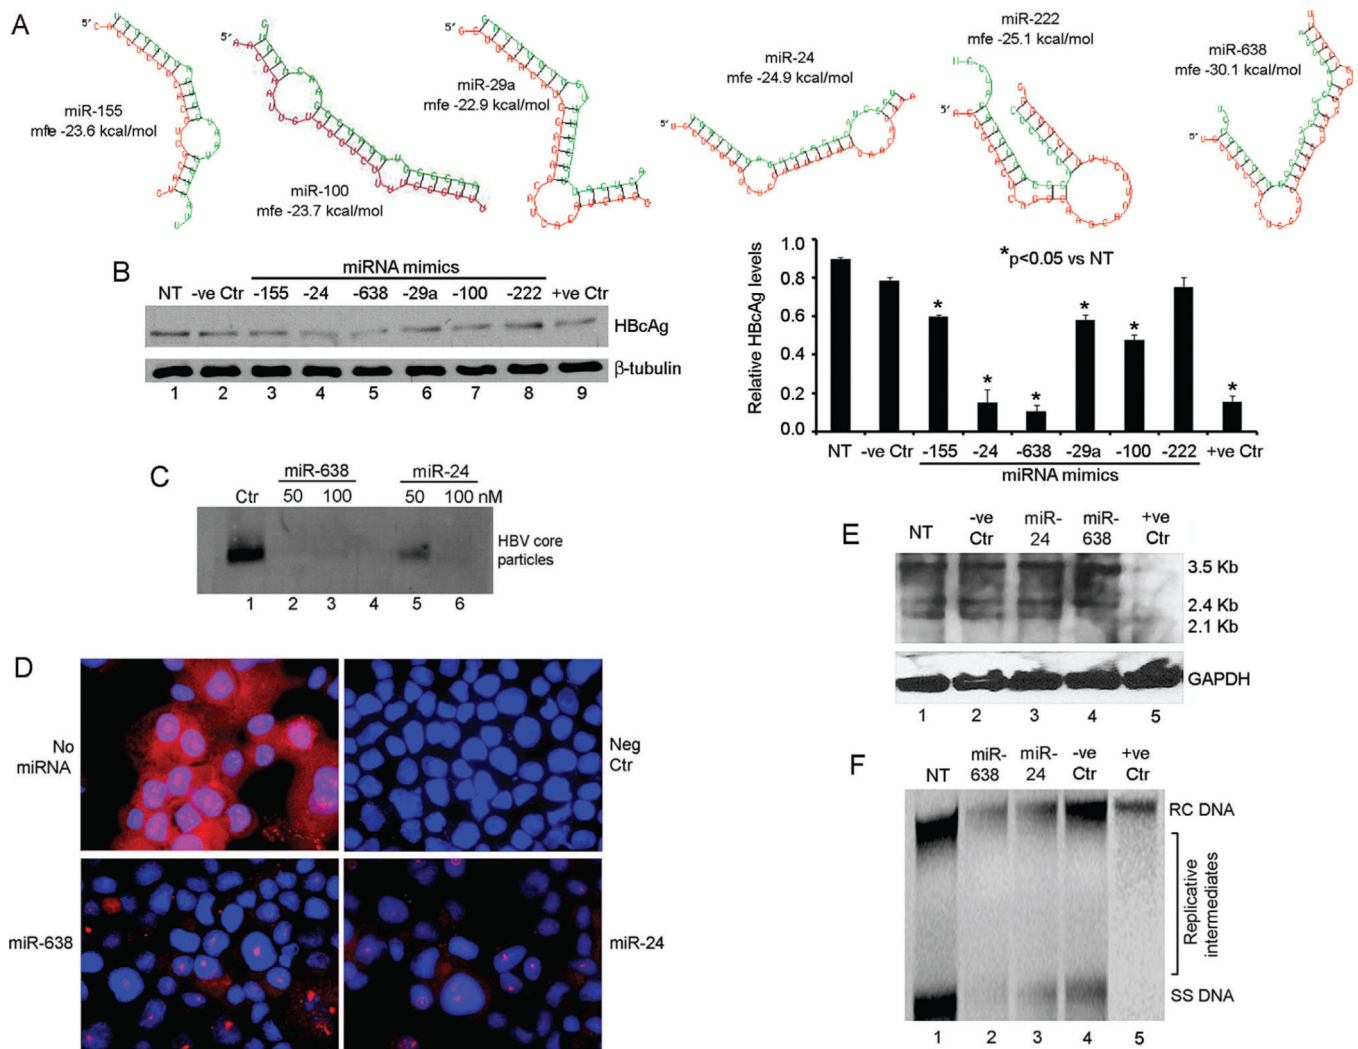 A
5'
miR-155
mfe -23.6 kcal/mol
5'
miR-100
mfe -23.7 kcal/mol
5'
miR-29a
mfe -22.9 kcal/mol
5'
miR-24
mfe -24.9 kcal/mol
miR-222
mfe -25.1 kcal/mol
5'
miR-638
mfe -30.1 kcal/mol
5'
B
miRNA mimics
NT -ve Ctr -155 -24 -638 -29a -100 -222 +ve Ctr
HBcAg
β-tubulin
1 2 3 4 5 6 7 8 9
Relative HBcAg levels
1.0
0.8
0.6
0.4
0.2
0.0
*p<0.05 vs NT
* * * * * *
NT -ve Ctr -155 -24 -638 -29a -100 -222 +ve Ctr
miRNA mimics
C
miR-638 miR-24
Ctr 50 100 50 100 nM
HBV core
particles
1 2 3 4 5 6
D
No
miRNA
Neg
Ctr
miR-638
miR-24
E
NT -ve Ctr miR-24 miR-638 +ve Ctr
3.5 Kb
2.4 Kb
2.1 Kb
GAPDH
1 2 3 4 5
F
NT miR-638 miR-24 -ve Ctr +ve Ctr
RC DNA
Replicative
intermediates
SS DNA
1 2 3 4 5